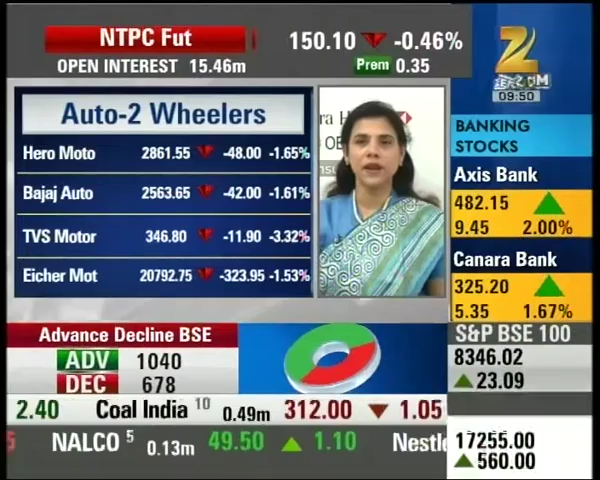 NTPC Fut 150.10 -0.46%
OPEN INTEREST 15.46m Prem 0.35
09:50
Auto-2 Wheelers
Hero Moto 2861.55 -48.00 -1.65%
Bajaj Auto 2563.65 -42.00 -1.61%
TVS Motor 346.80 -11.90 -3.32%
Eicher Mot 20792.75 -323.95 -1.53%
BANKING
STOCKS
Axis Bank
482.15
9.45 2.00%
Canara Bank
325.20
5.35 1.67%
Advance Decline BSE
ADV 1040
DEC 678
S&P BSE 100
8346.02
23.09
2.40 Coal India 10 0.49m 312.00 1.05
NALCO 5 0.13m 49.50 1.10 Nestle
17255.00
560.00